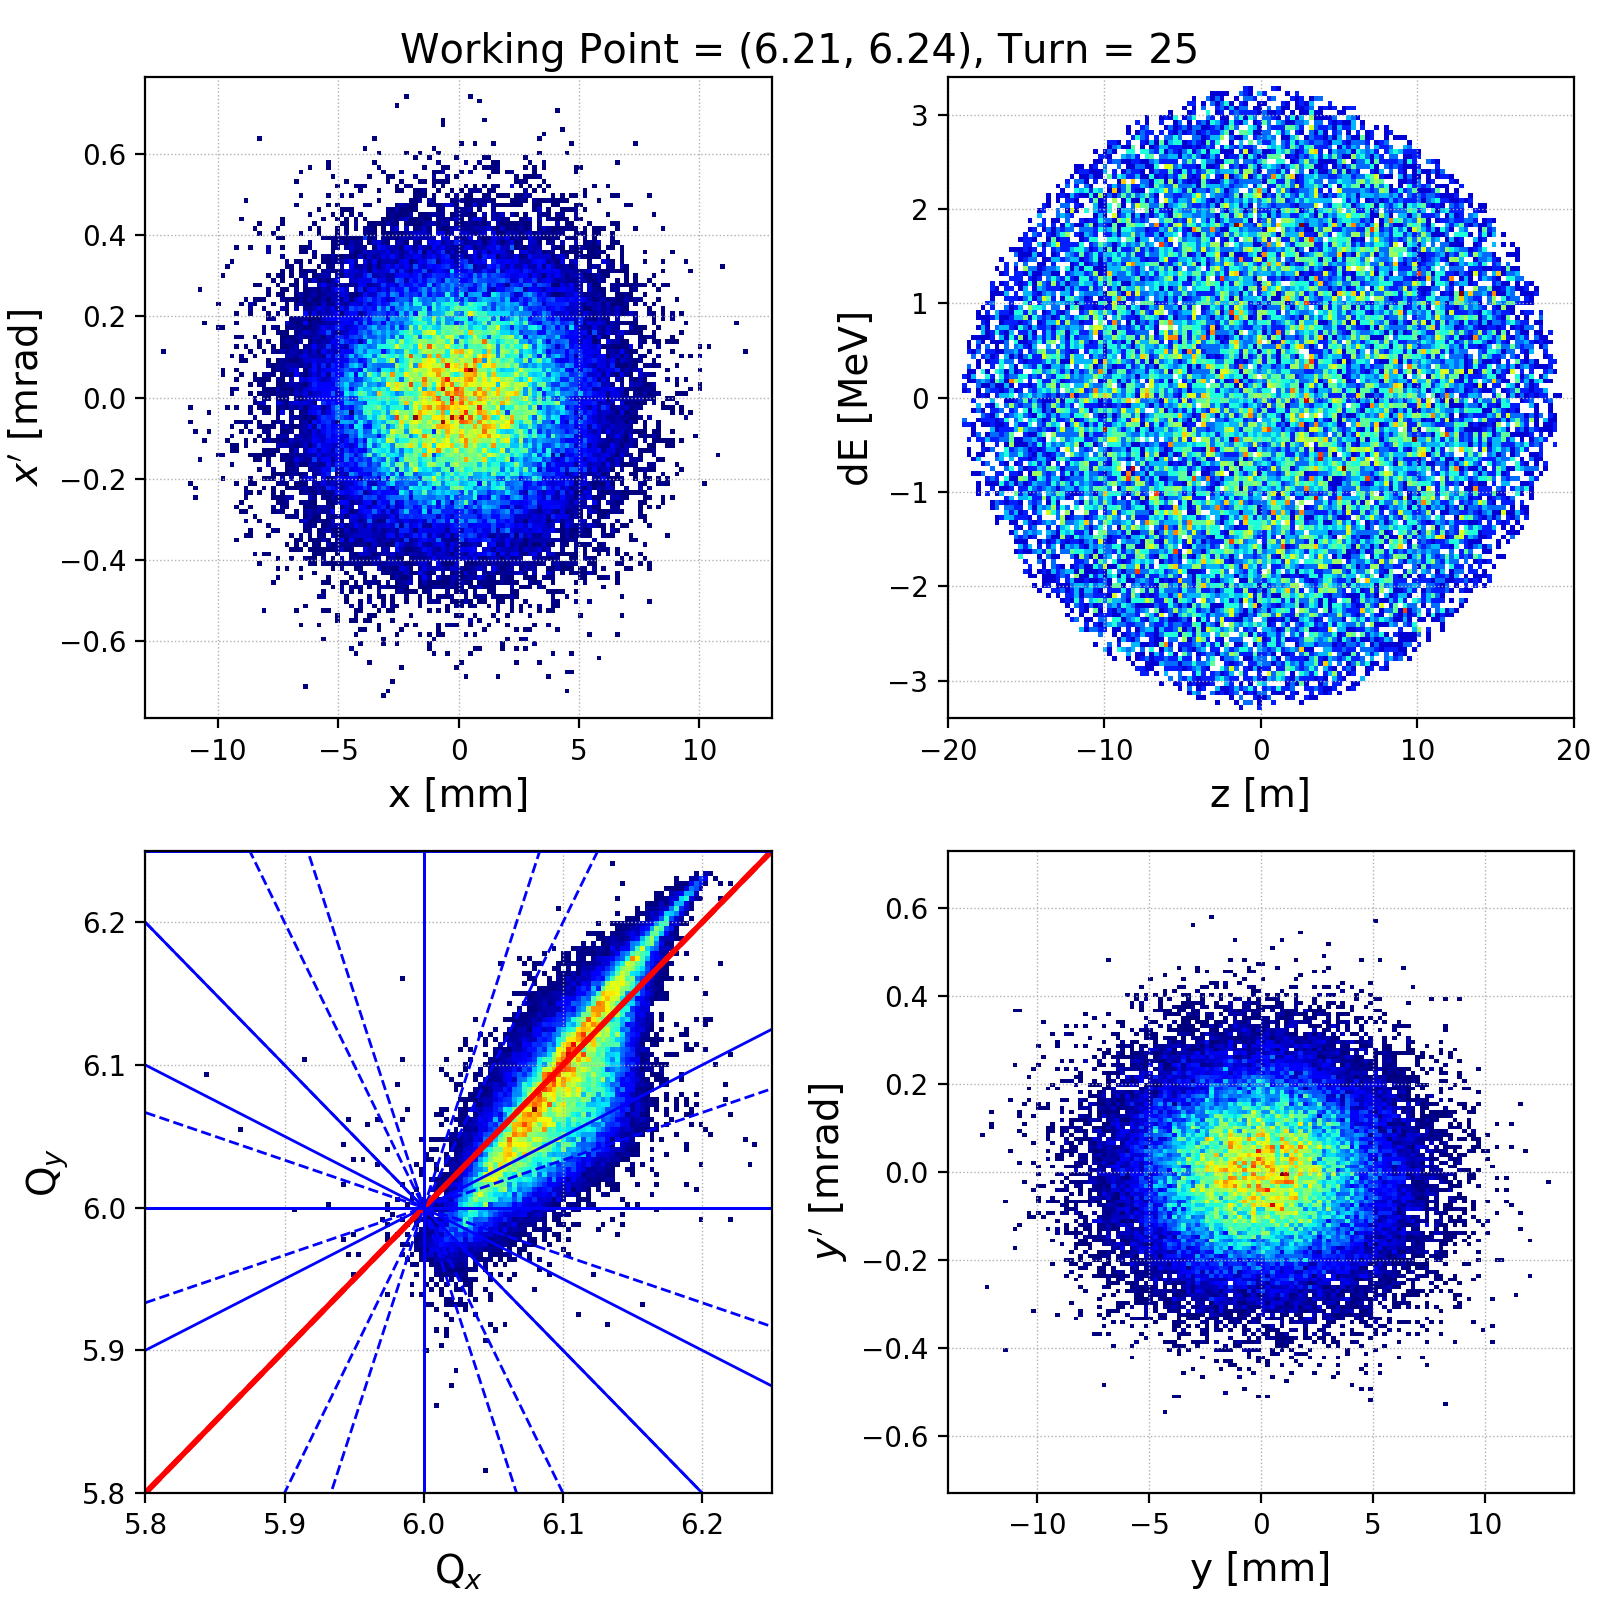 Working Point = (6.21, 6.24), Turn = 25
0.6
0.4
0.2
0.0
−0.2
−0.4
−0.6
x′ [mrad]
−10 −5 0 5 10
x [mm]
3
2
1
0
−1
−2
−3
dE [MeV]
−20 −10 0 10 20
z [m]
6.2
6.1
6.0
5.9
5.8
Qy
5.8 5.9 6.0 6.1 6.2
Qx
0.6
0.4
0.2
0.0
−0.2
−0.4
−0.6
y′ [mrad]
−10 −5 0 5 10
y [mm]